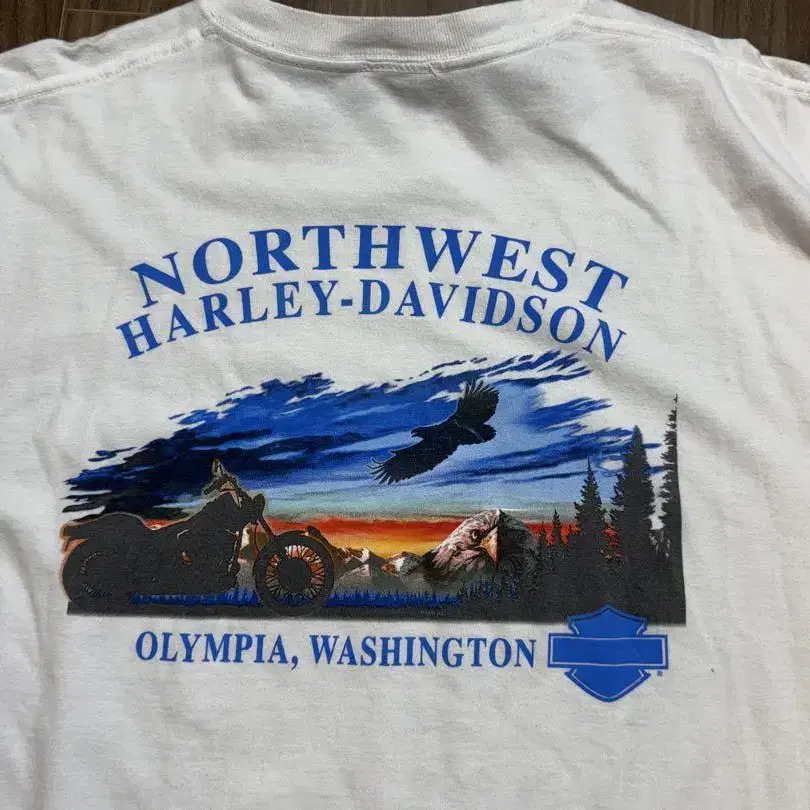 NORTHWEST
HARLEY-DAVIDSON
OLYMPIA, WASHINGTON
®